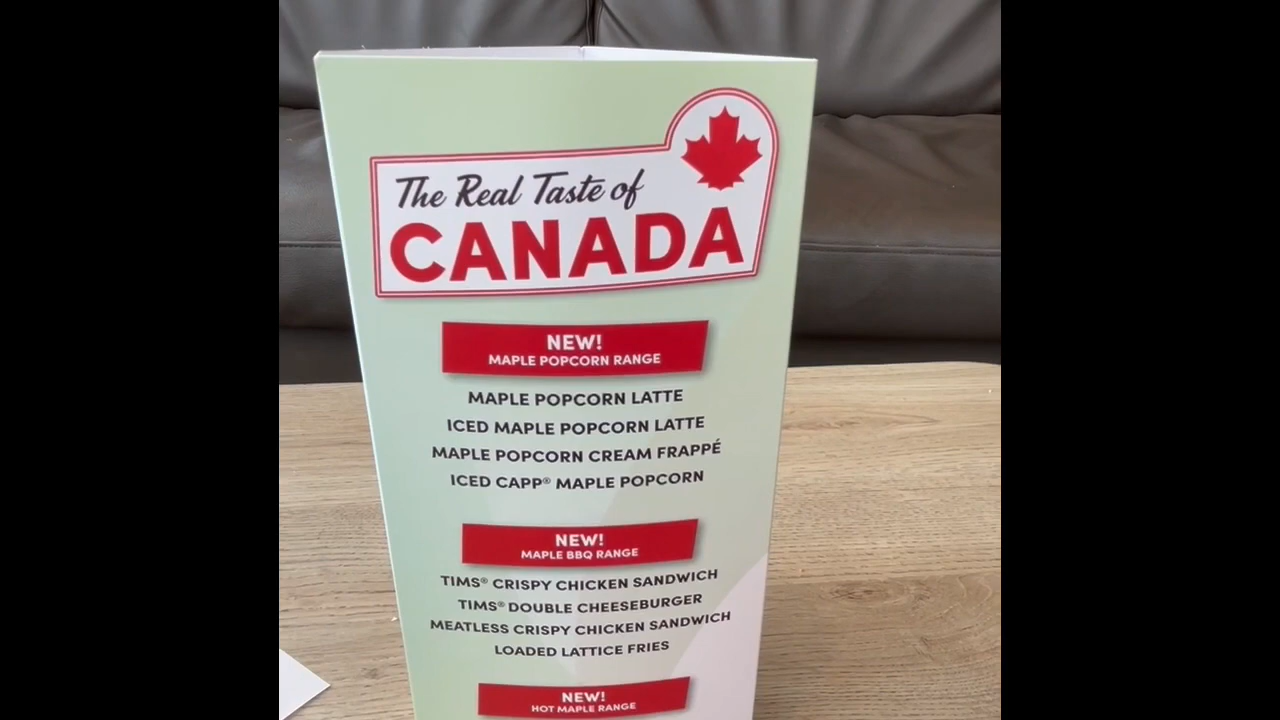 The Real Taste of
CANADA
NEW!
MAPLE POPCORN RANGE
MAPLE POPCORN LATTE
ICED MAPLE POPCORN LATTE
MAPLE POPCORN CREAM FRAPPÉ
ICED CAPP® MAPLE POPCORN
NEW!
MAPLE BBQ RANGE
TIMS® CRISPY CHICKEN SANDWICH
TIMS® DOUBLE CHEESEBURGER
MEATLESS CRISPY CHICKEN SANDWICH
LOADED LATTICE FRIES
NEW!
HOT MAPLE RANGE